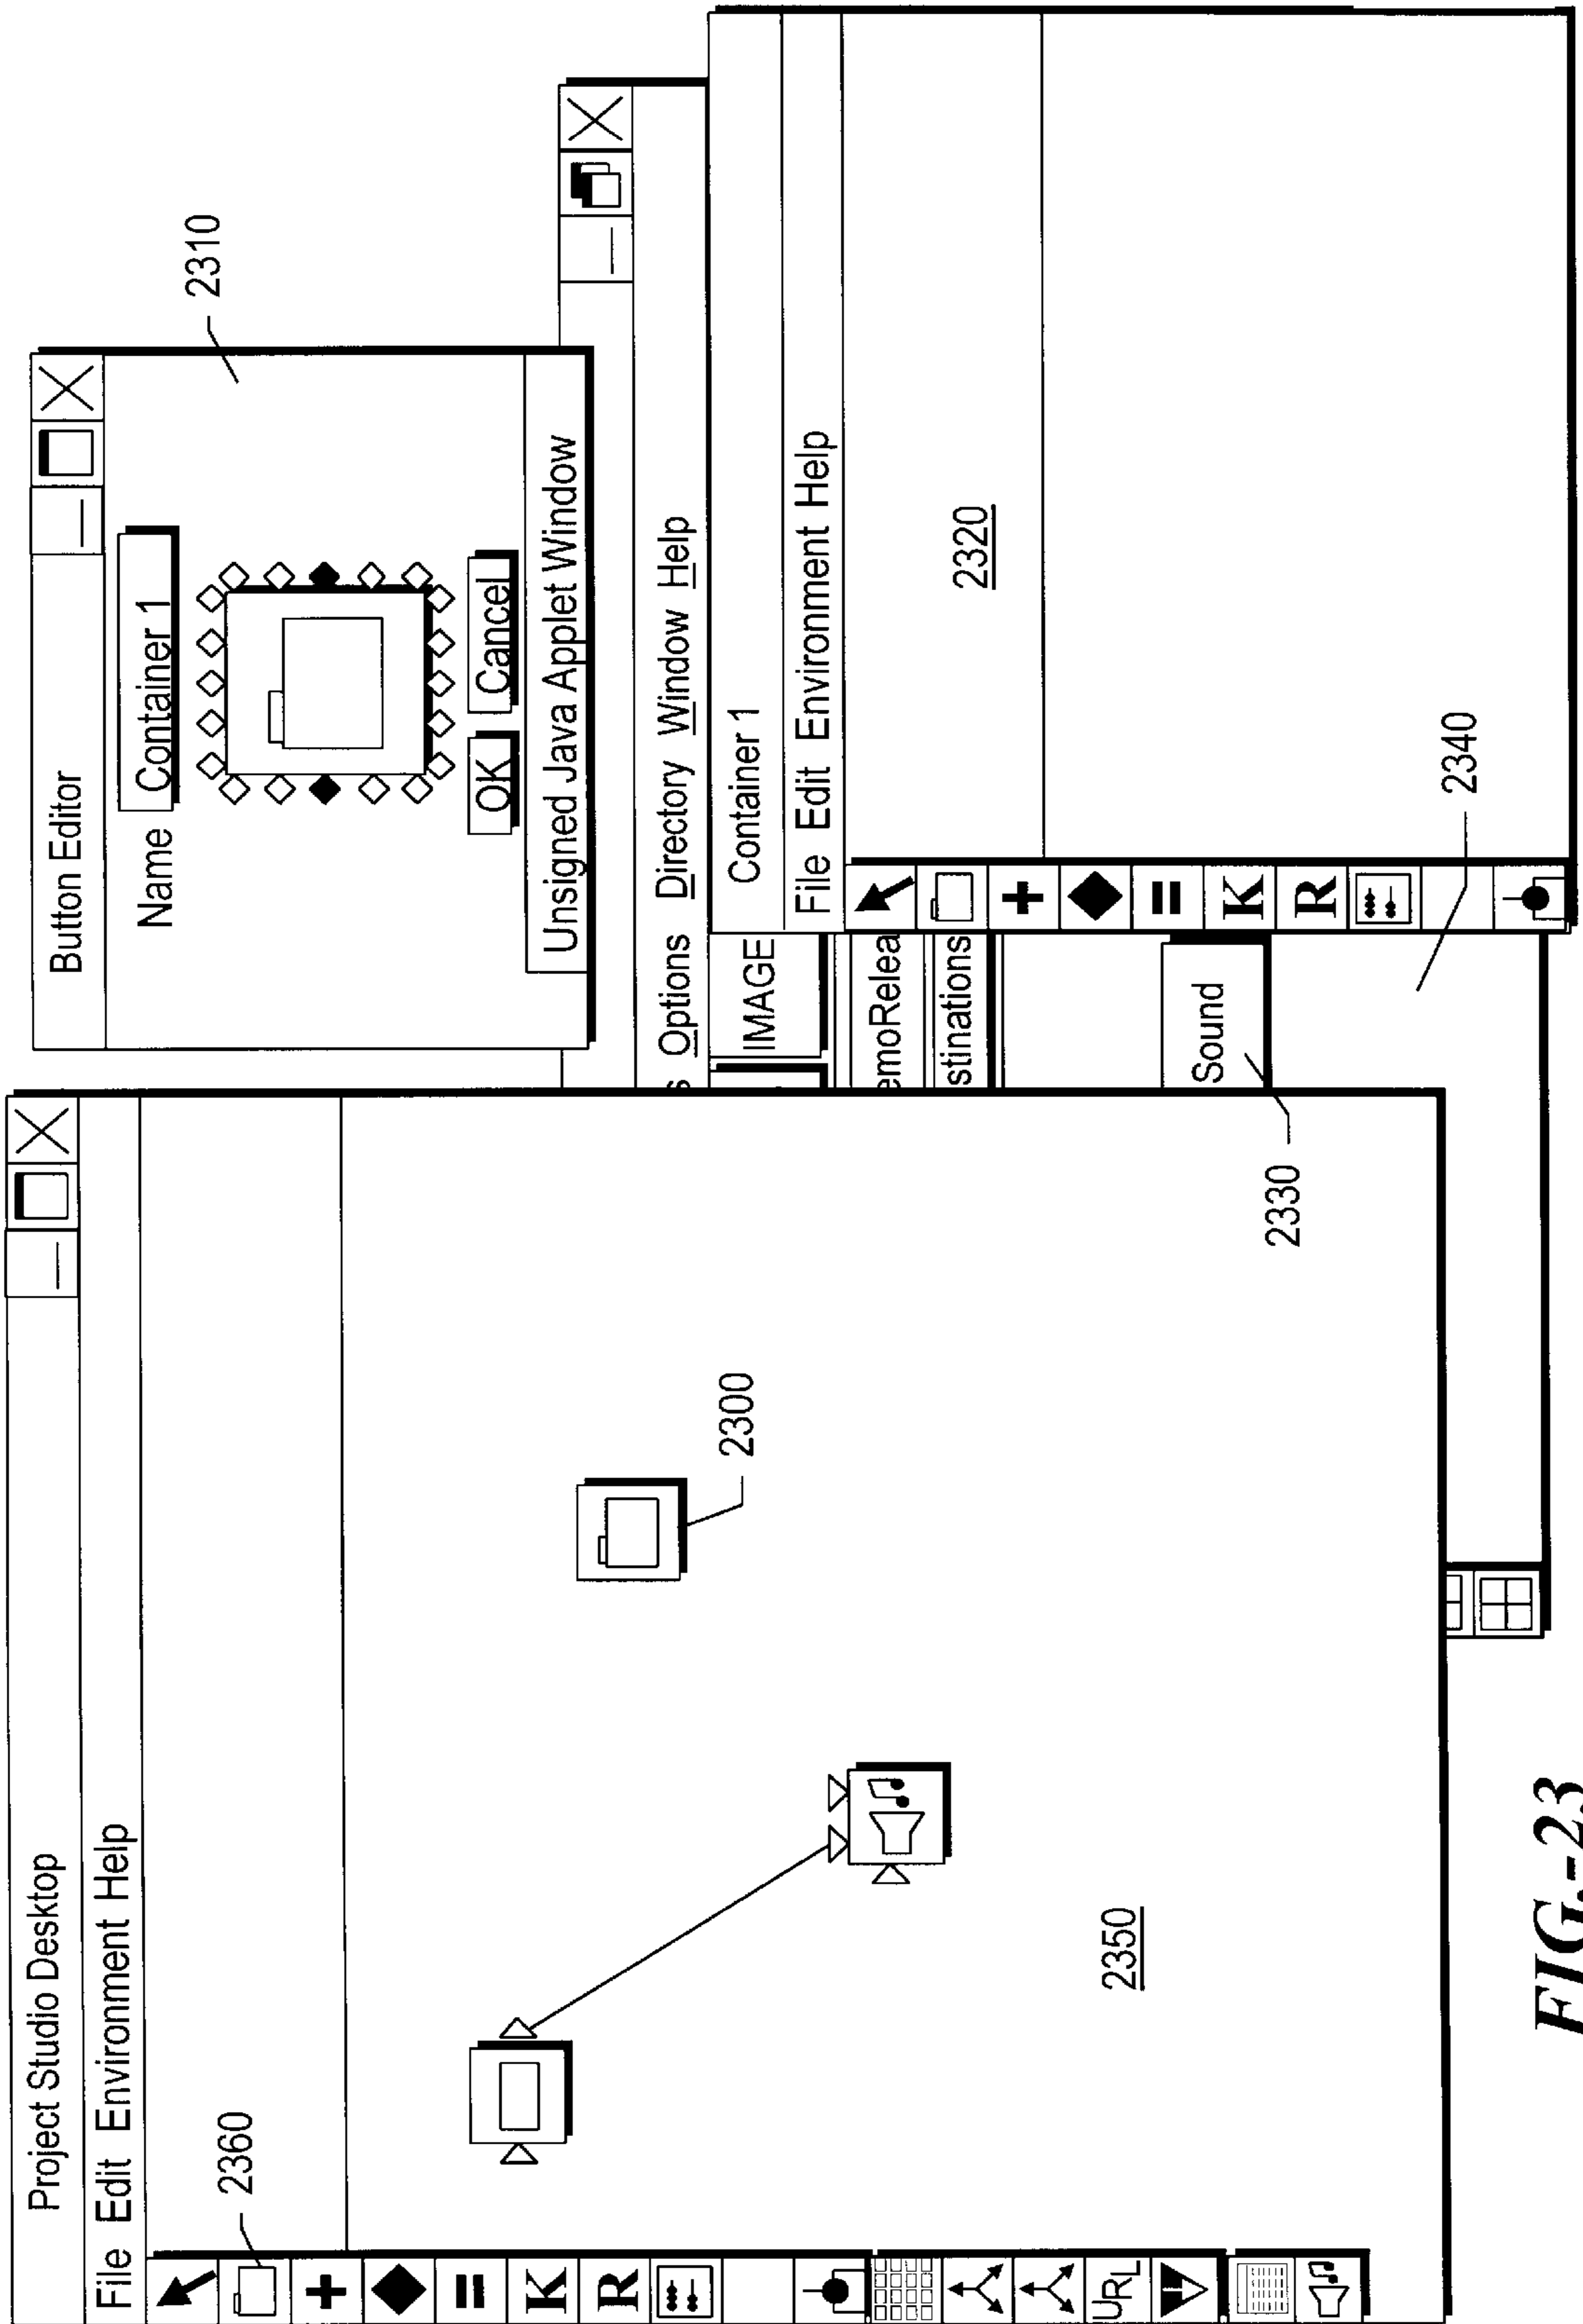 Project Studio Desktop
File Edit Environment Help
2360
K
R
URL
2300
2350
Button Editor
Name Container 1
OK Cancel
Unsigned Java Applet Window
2310
s Options Directory Window Help
IMAGE
emoRelea
stinations
Sound
2330
Container 1
File Edit Environment Help
K
R
2320
2340
FIG.-23